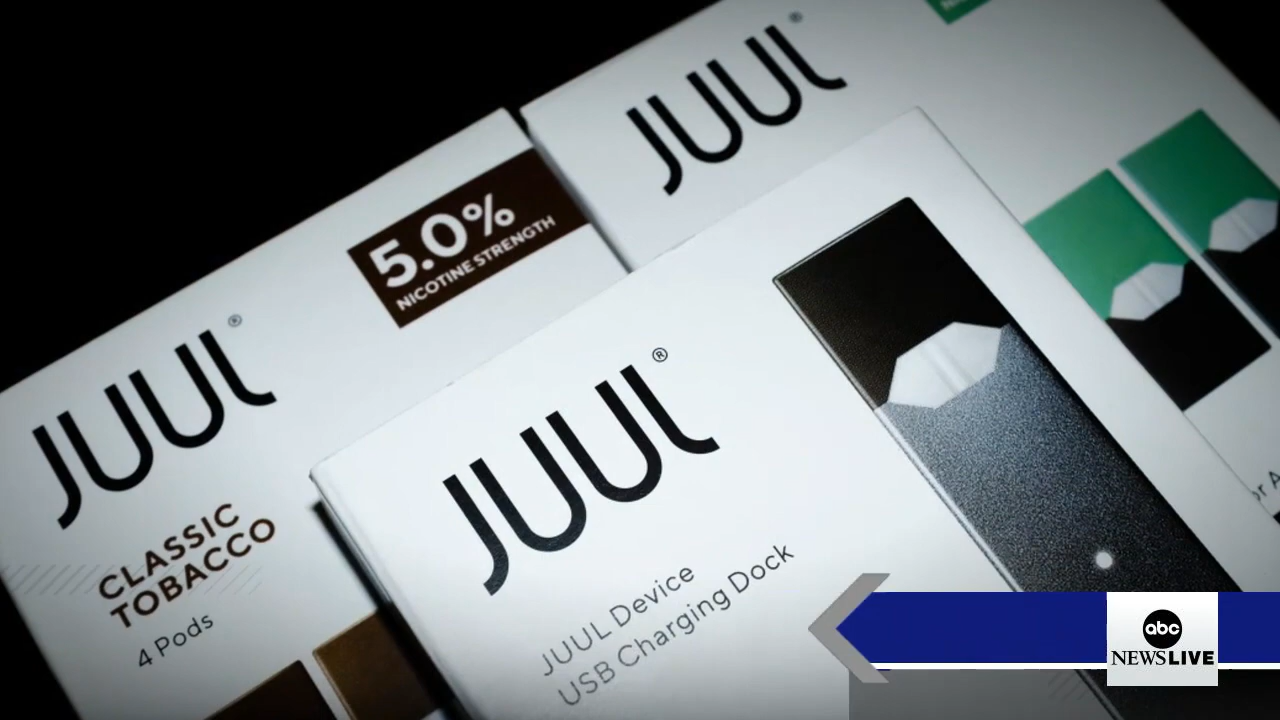 JUUL®
5.0%
NICOTINE STRENGTH
JUUL®
CLASSIC
TOBACCO
4 Pods
JUUL®
JUUL Device
USB Charging Dock
abc
NEWS LIVE